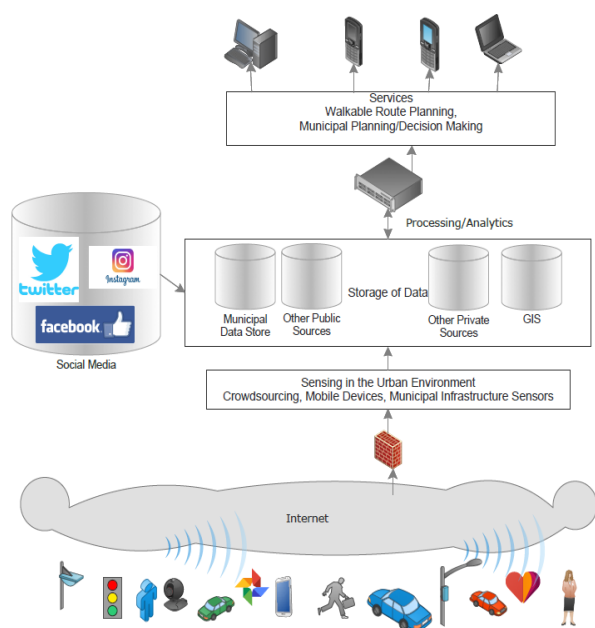 Services
Walkable Route Planning,
Municipal Planning/Decision Making
Processing/Analytics
twitter
Instagram
facebook
Social Media
Storage of Data
Municipal
Data Store
Other Public
Sources
Other Private
Sources
GIS
Sensing in the Urban Environment
Crowdsourcing, Mobile Devices, Municipal Infrastructure Sensors
Internet